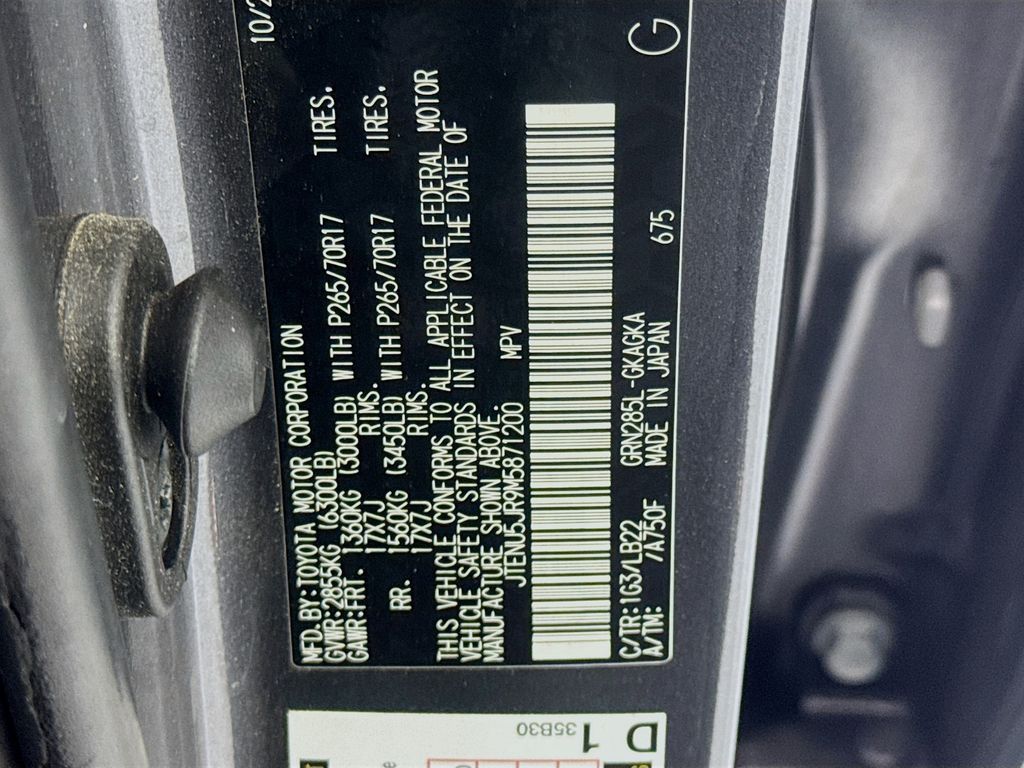 10/2
MFD.BY:TOYOTA MOTOR CORPORATION
GVWR:2855KG (6300LB)
GAWR:FRT. 1360KG (3000LB) WITH P265/70R17 TIRES.
17X7J RIMS.
RR. 1560KG (3450LB) WITH P265/70R17 TIRES.
17X7J RIMS.
THIS VEHICLE CONFORMS TO ALL APPLICABLE FEDERAL MOTOR
VEHICLE SAFETY STANDARDS IN EFFECT ON THE DATE OF
MANUFACTURE SHOWN ABOVE.
JTENU5JR9M5871200 MPV
C/TR:1G3/LB22 GRN285L-GKAGKA 675
A/TM: 7A750F MADE IN JAPAN
G
D
1
35B30